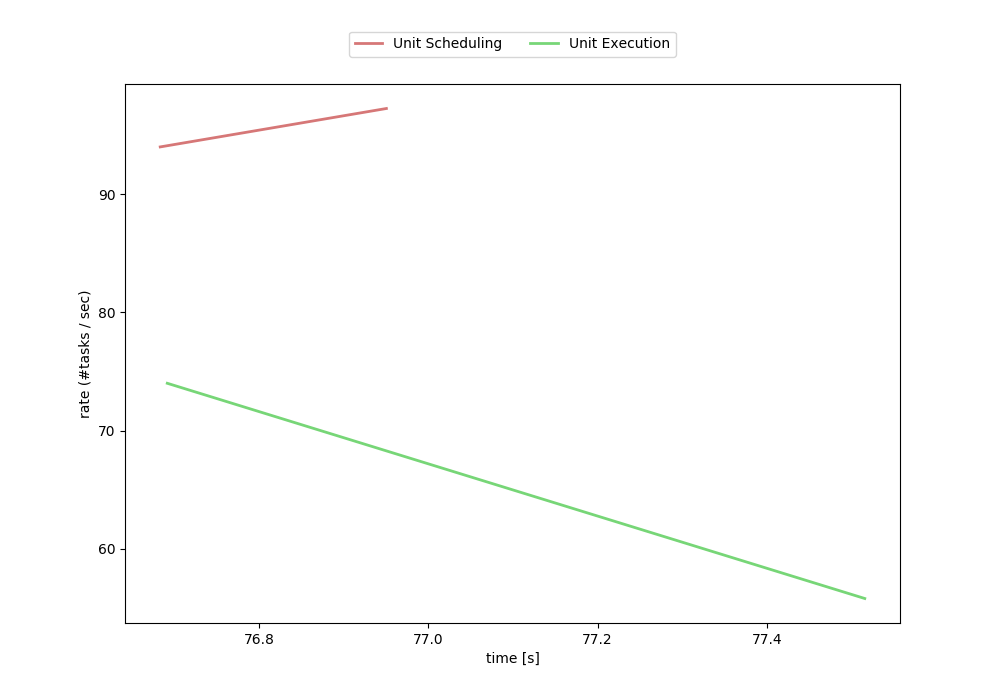 Unit Scheduling Unit Execution
90
80
70
60
rate (#tasks / sec)
76.8 77.0 77.2 77.4
time [s]